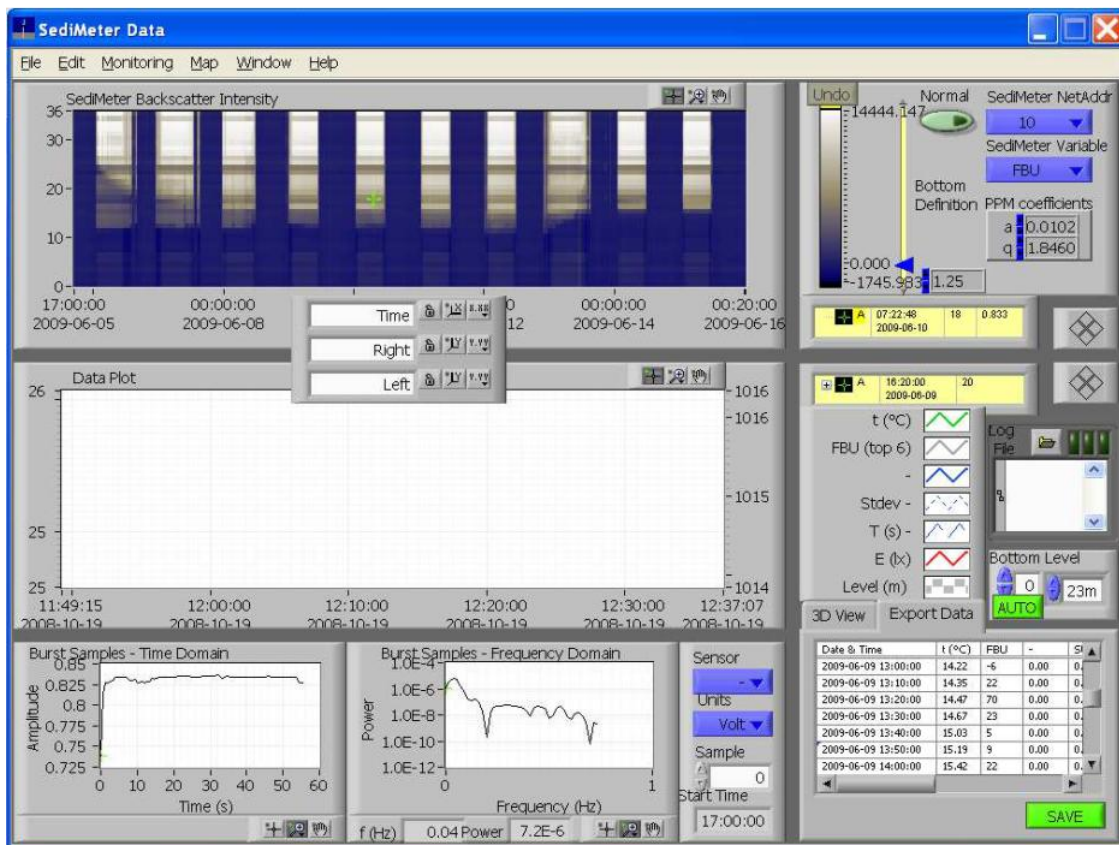 SediMeter Data
File Edit Monitoring Map Window Help
SediMeter Backscatter Intensity
36
30
20
10
0
17:00:00 00:00:00 00:00:00 00:20:00
2009-06-05 2009-06-08 12 2009-06-14 2009-06-16
Time
Right
Left
Undo
14444.147
0.000
-1745.983
1.25
Normal
Bottom
Definition
SediMeter NetAddr
10
SediMeter Variable
FBU
PPM coefficients
a 0.0102
q 1.8460
A 07:22:48 18 0.833
2009-06-10
A 16:20:00 20
2009-06-09
Data Plot
26
25
25
1016
1016
1015
1014
11:49:15 12:00:00 12:10:00 12:20:00 12:30:00 12:37:07
2008-10-19 2008-10-19 2008-10-19 2008-10-19 2008-10-19 2008-10-19
t (°C)
FBU (top 6)
-
Stdev -
T (s) -
E (lx)
Level (m)
Log
File
Bottom Level
0 23m
AUTO
3D View Export Data
Date & Time t (°C) FBU -
2009-06-09 13:00:00 14.22 -6 0.00 0.
2009-06-09 13:10:00 14.35 22 0.00 0.
2009-06-09 13:20:00 14.47 70 0.00 0.
2009-06-09 13:30:00 14.67 23 0.00 0.
2009-06-09 13:40:00 15.03 5 0.00 0.
2009-06-09 13:50:00 15.19 9 0.00 0.
2009-06-09 14:00:00 15.42 22 0.00 0.
SAVE
Burst Samples - Time Domain
Amplitude
0.85
0.825
0.775
0.75
0.725
0 10 20 30 40 50 60
Time (s)
Burst Samples - Frequency Domain
Power
1.0E-4
1.0E-6
1.0E-8
1.0E-10
1.0E-12
0 1
Frequency (Hz)
f (Hz) 0.04 Power 7.2E-6
Sensor
-
Units
Volt
Sample
0
Start Time
17:00:00